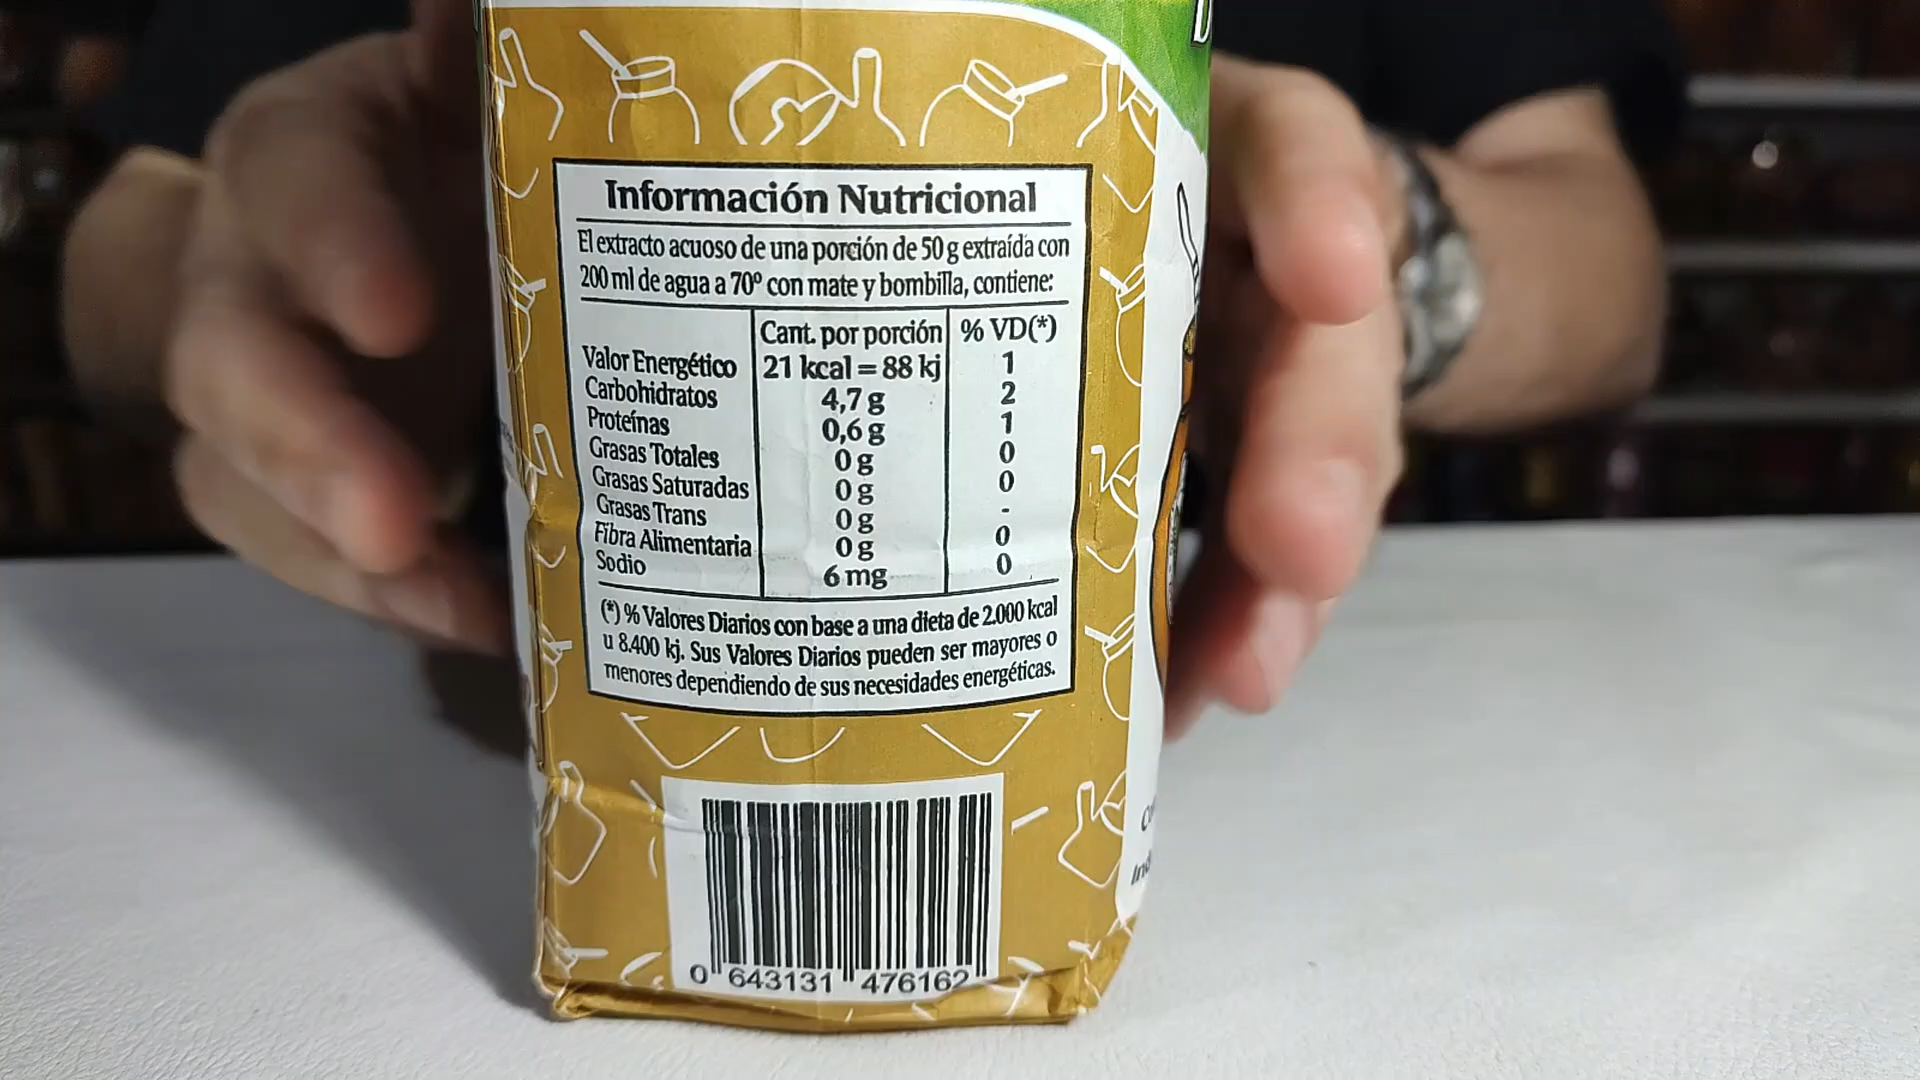 Información Nutricional
El extracto acuoso de una porción de 50 g extraída con
200 ml de agua a 70º con mate y bombilla, contiene:
Cant. por porción % VD(*)
Valor Energético 21 kcal = 88 kj 1
Carbohidratos 4,7 g 2
Proteínas 0,6 g 1
Grasas Totales 0 g 0
Grasas Saturadas 0 g 0
Grasas Trans 0 g -
Fibra Alimentaria 0 g 0
Sodio 6 mg 0
(*) % Valores Diarios con base a una dieta de 2.000 kcal
u 8.400 kj. Sus Valores Diarios pueden ser mayores o
menores dependiendo de sus necesidades energéticas.
0 643131 476162